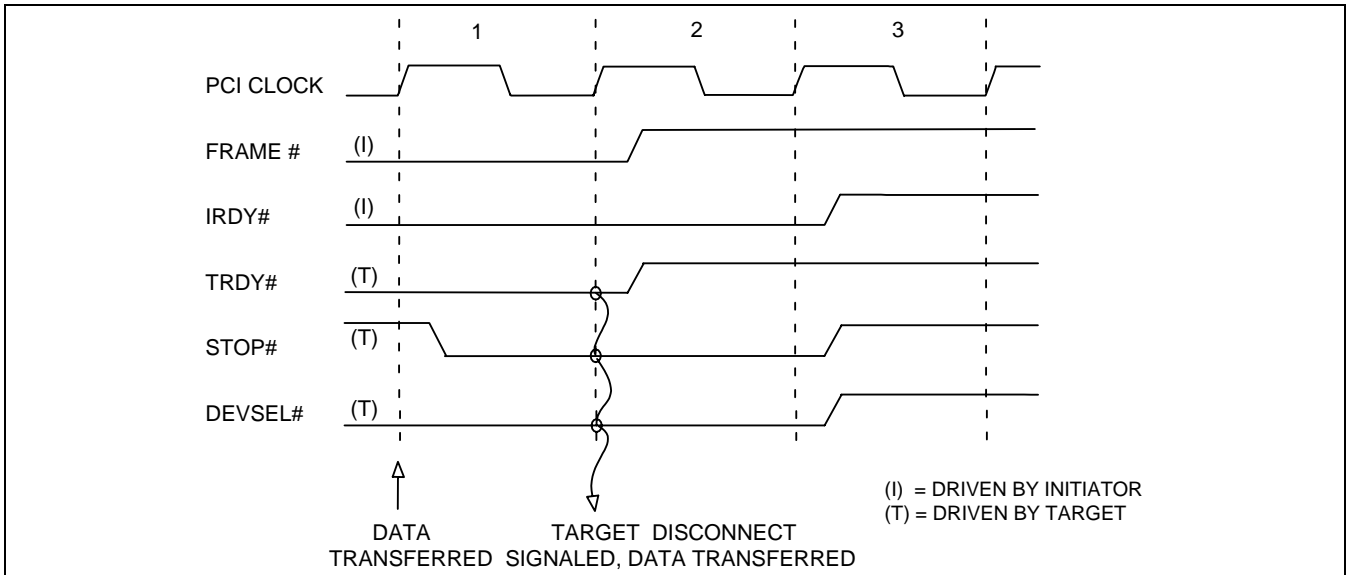 1 2 3
PCI CLOCK
FRAME # (I)
IRDY# (I)
TRDY# (T)
STOP# (T)
DEVSEL# (T)
(I) = DRIVEN BY INITIATOR
(T) = DRIVEN BY TARGET
DATA TARGET DISCONNECT
TRANSFERRED SIGNALED, DATA TRANSFERRED